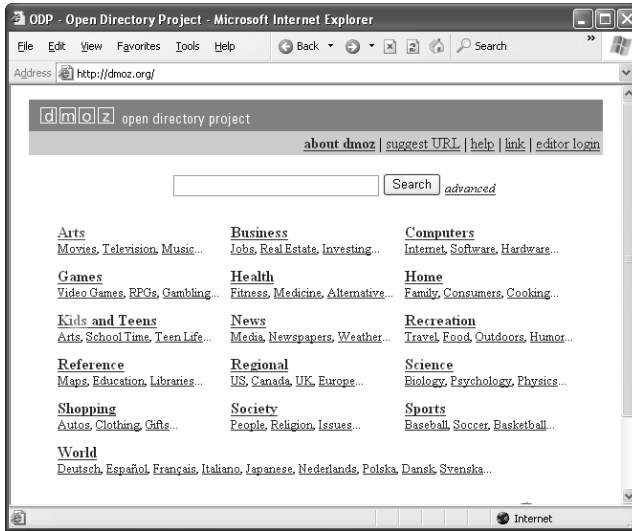 ODP - Open Directory Project - Microsoft Internet Explorer
File Edit View Favorites Tools Help Back Search »
Address http://dmoz.org/
dmoz open directory project
about dmoz | suggest URL | help | link | editor login
Search advanced
Arts Business Computers
Movies, Television, Music... Jobs, Real Estate, Investing... Internet, Software, Hardware...
Games Health Home
Video Games, RPGs, Gambling... Fitness, Medicine, Alternative... Family, Consumers, Cooking...
Kids and Teens News Recreation
Arts, School Time, Teen Life... Media, Newspapers, Weather... Travel, Food, Outdoors, Humor...
Reference Regional Science
Maps, Education, Libraries... US, Canada, UK, Europe... Biology, Psychology, Physics...
Shopping Society Sports
Autos, Clothing, Gifts... People, Religion, Issues... Baseball, Soccer, Basketball...
World
Deutsch, Español, Français, Italiano, Japanese, Nederlands, Polska, Dansk, Svenska...
Internet